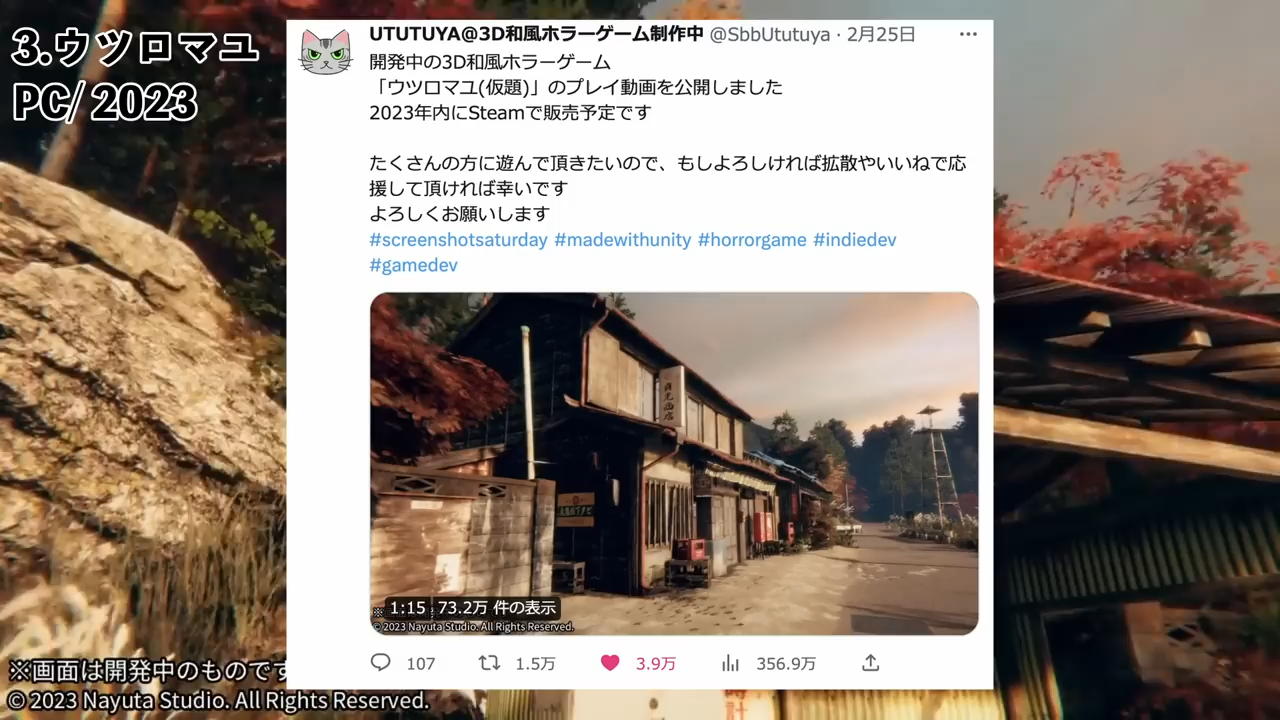 3.ウツロマユ
PC/ 2023
UTUTUYA@3D和風ホラーゲーム制作中 @SbbUtutuya · 2月25日
開発中の3D和風ホラーゲーム
「ウツロマユ(仮題)」のプレイ動画を公開しました
2023年内にSteamで販売予定です
たくさんの方に遊んで頂きたいので、もしよろしければ拡散やいいねで応
援して頂ければ幸いです
よろしくお願いします
#screenshotsaturday #madewithunity #horrorgame #indiedev
#gamedev
※ 1:15 73.2万 件の表示
© 2023 Nayuta Studio. All Rights Reserved.
107 1.5万 3.9万 356.9万
※画面は開発中のものです
© 2023 Nayuta Studio. All Rights Reserved.